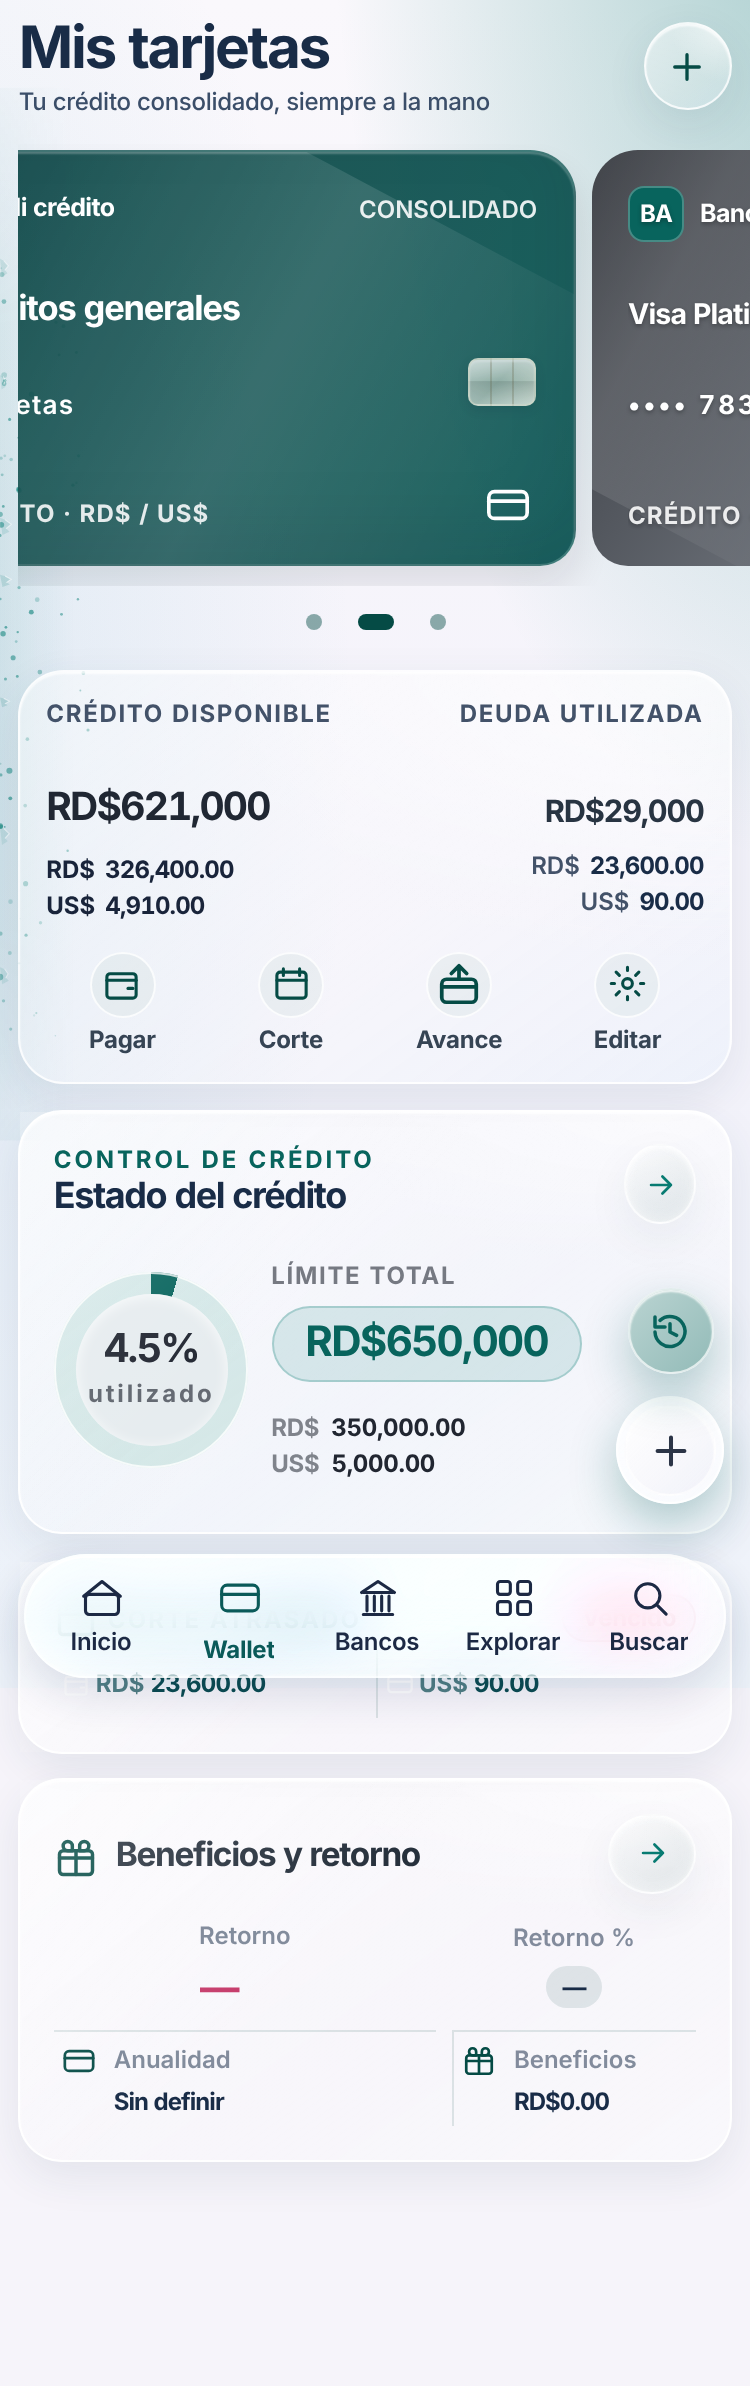 Mis tarjetas
Tu crédito consolidado, siempre a la mano
i crédito
CONSOLIDADO
BA
itos generales
Visa Plati
etas
•••• 783
TO · RD$ / US$
CRÉDITO
CRÉDITO DISPONIBLE
DEUDA UTILIZADA
RD$621,000
RD$29,000
RD$ 326,400.00
RD$ 23,600.00
US$ 4,910.00
US$ 90.00
Pagar
Corte
Avance
Editar
CONTROL DE CRÉDITO
Estado del crédito
LÍMITE TOTAL
4.5%
utilizado
RD$650,000
RD$ 350,000.00
US$ 5,000.00
CORTE ATRASADO
Vencido
Inicio
Wallet
Bancos
Explorar
Buscar
RD$ 23,600.00
US$ 90.00
Beneficios y retorno
Retorno
Retorno %
—
—
Anualidad
Beneficios
Sin definir
RD$0.00